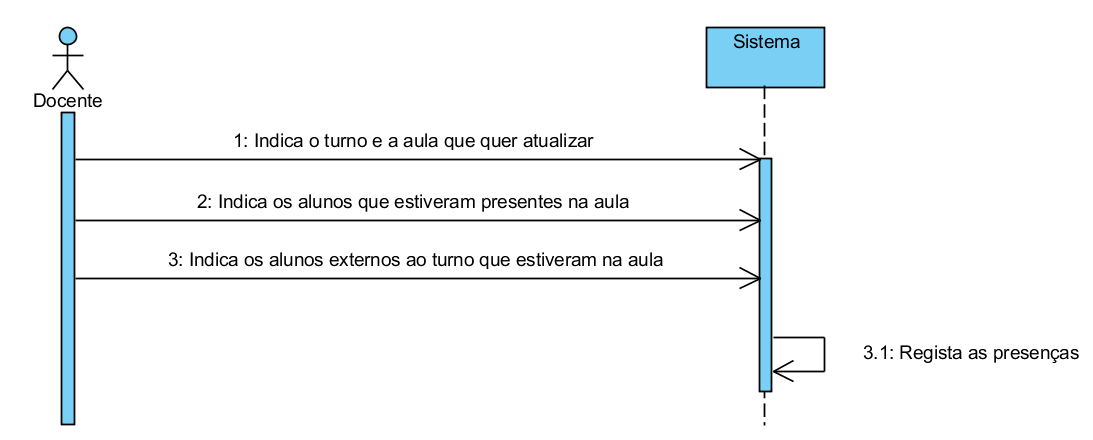 Sistema
Docente
1: Indica o turno e a aula que quer atualizar
2: Indica os alunos que estiveram presentes na aula
3: Indica os alunos externos ao turno que estiveram na aula
3.1: Regista as presenças